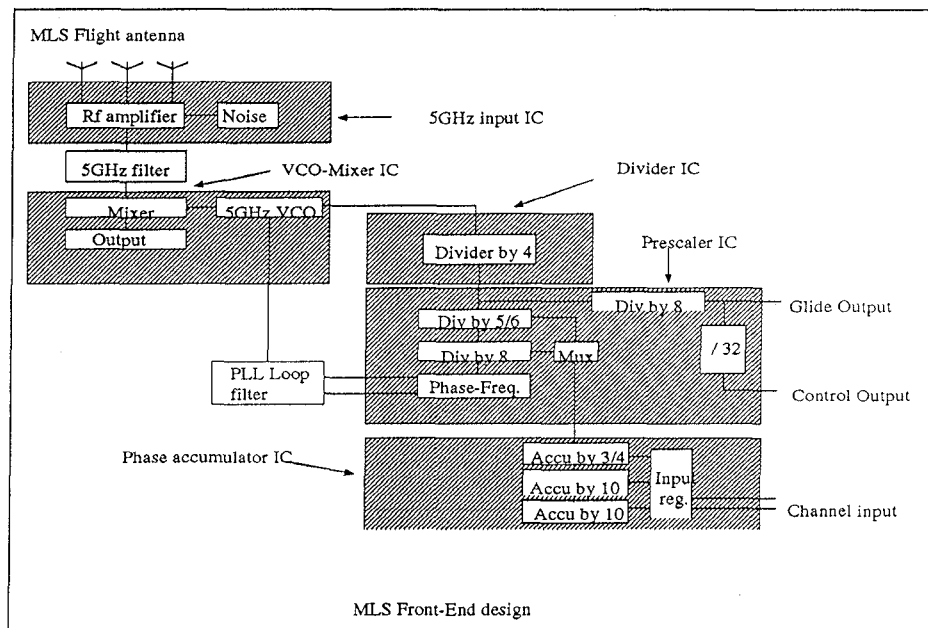 MLS Flight antenna
Rf amplifier
Noise
5GHz input IC
5GHz filter
VCO-Mixer IC
Divider IC
Mixer
5GHz VCO
Output
Divider by 4
Prescaler IC
Div by 8
Glide Output
Div by 5/6
/ 32
Div by 8
Mux
PLL Loop
filter
Phase-Freq.
Control Output
Phase accumulator IC
Accu by 3/4
Accu by 10
Input
reg.
Accu by 10
Channel input
MLS Front-End design